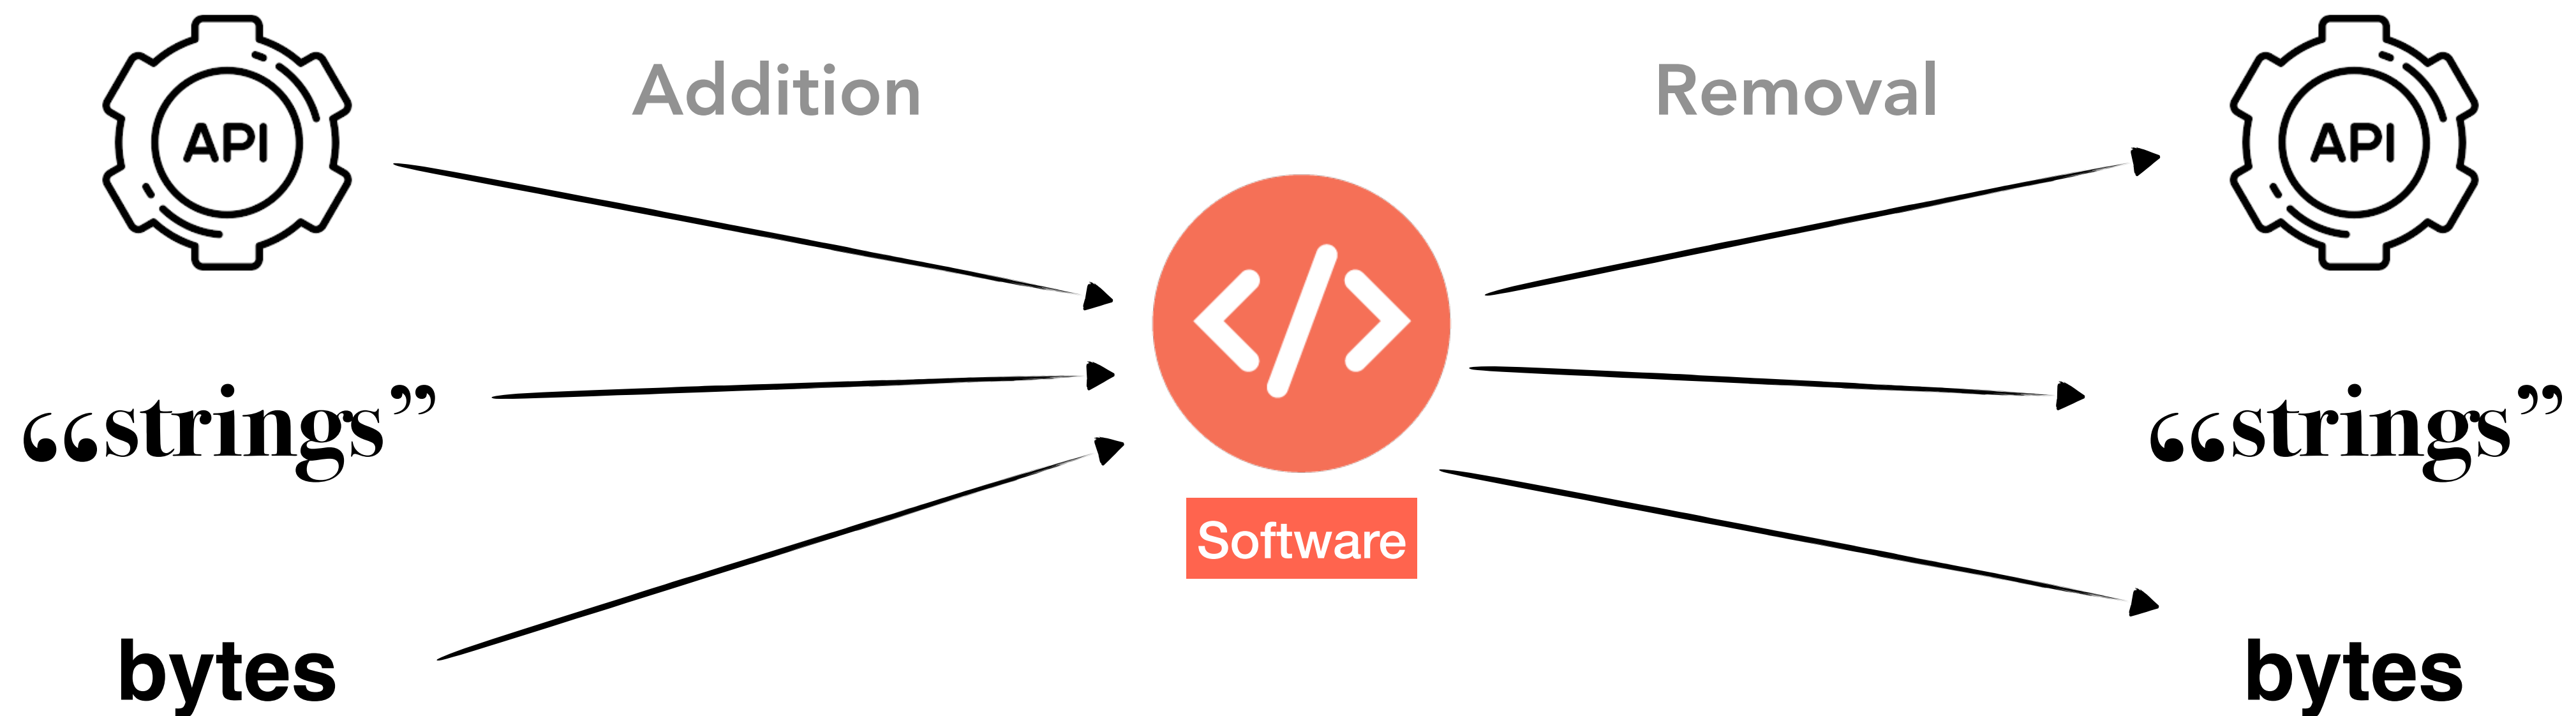 API
Addition
Removal
API
“strings”
“strings”
Software
bytes
bytes